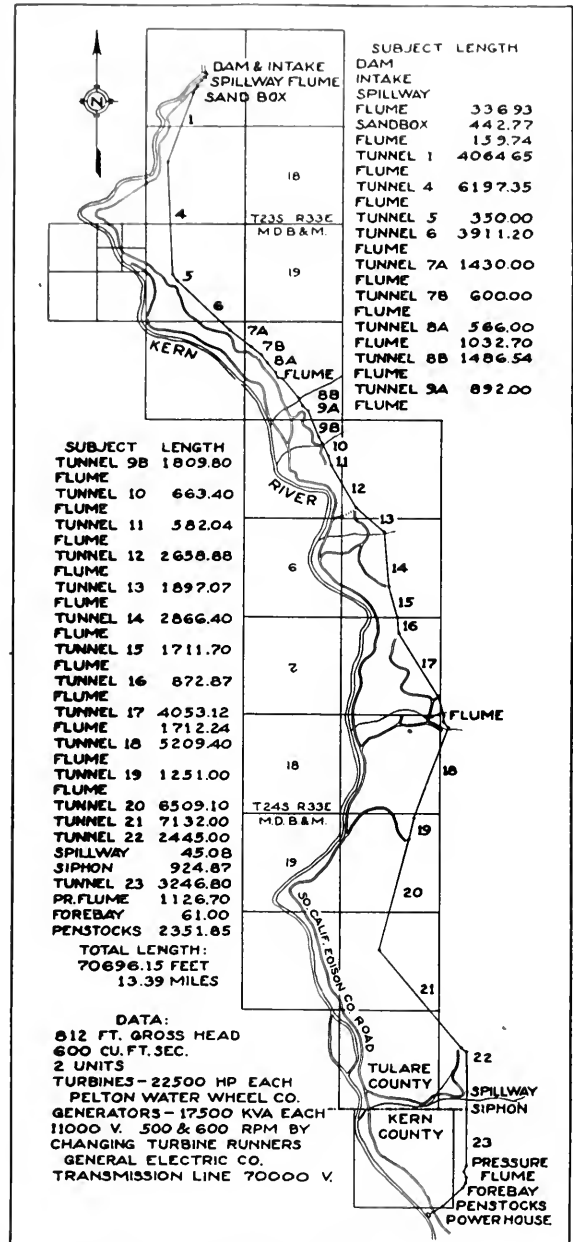 N
DAM & INTAKE
SPILLWAY FLUME
SAND BOX
SUBJECT LENGTH
DAM
INTAKE
SPILLWAY
FLUME 336.93
SANDBOX 442.77
FLUME 159.74
TUNNEL 1 4064.65
FLUME
TUNNEL 4 6197.35
FLUME
TUNNEL 5 350.00
TUNNEL 6 3911.20
FLUME
TUNNEL 7A 1430.00
FLUME
TUNNEL 7B 600.00
FLUME
TUNNEL 8A 566.00
FLUME 1032.70
TUNNEL 8B 1486.54
FLUME
TUNNEL 9A 892.00
FLUME
1
18
4
T23S R33E
M.D.B.&M.
19
5
6
7A
7B
8A
FLUME
KERN
8B
9A
9B
10
11
RIVER
12
13
6
14
15
16
7
17
FLUME
18
18
T24S R33E
M.D.B.&M.
19
19
20
SO. CALIF. EDISON CO. ROAD
21
22
TULARE
COUNTY
SPILLWAY
SIPHON
KERN
COUNTY
23
PRESSURE
FLUME
FOREBAY
PENSTOCKS
POWERHOUSE
SUBJECT LENGTH
TUNNEL 9B 1809.80
FLUME
TUNNEL 10 663.40
FLUME
TUNNEL 11 582.04
FLUME
TUNNEL 12 2658.88
FLUME
TUNNEL 13 1897.07
FLUME
TUNNEL 14 2866.40
FLUME
TUNNEL 15 1711.70
FLUME
TUNNEL 16 872.87
FLUME
TUNNEL 17 4053.12
FLUME 1712.24
TUNNEL 18 5209.40
FLUME
TUNNEL 19 1251.00
FLUME
TUNNEL 20 6509.10
TUNNEL 21 7132.00
TUNNEL 22 2445.00
SPILLWAY 45.08
SIPHON 924.87
TUNNEL 23 3246.80
PR. FLUME 1126.70
FOREBAY 61.00
PENSTOCKS 2351.85
TOTAL LENGTH:
70696.15 FEET
13.39 MILES
DATA:
812 FT. GROSS HEAD
600 CU. FT. SEC.
2 UNITS
TURBINES - 22500 HP EACH
PELTON WATER WHEEL CO.
GENERATORS - 17500 KVA EACH
11000 V. 500 & 600 RPM BY
CHANGING TURBINE RUNNERS
GENERAL ELECTRIC CO.
TRANSMISSION LINE 70000 V.